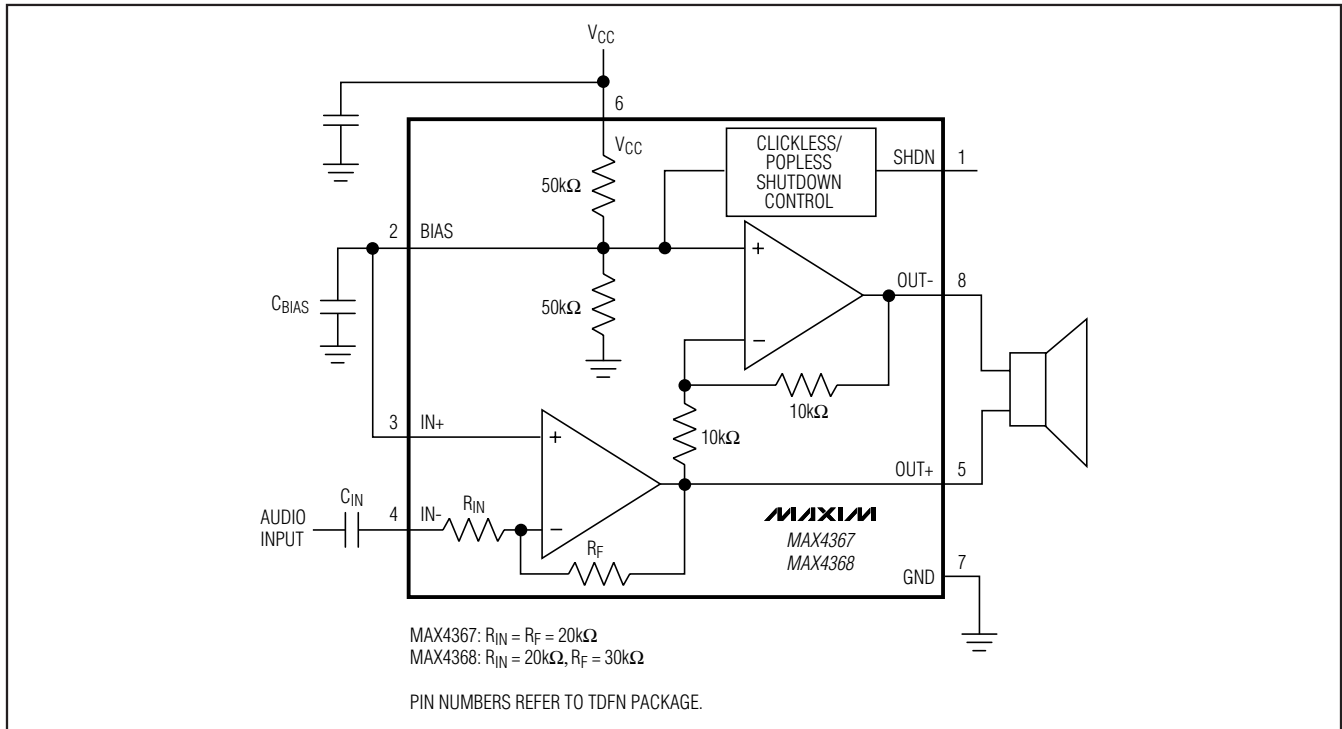 VCC
6
VCC
CLICKLESS/
POPLESS
SHUTDOWN
CONTROL
SHDN 1
50kΩ
2 BIAS
+
OUT- 8
CBIAS
50kΩ
−
10kΩ
3 IN+
+
10kΩ
OUT+ 5
CIN
AUDIO
INPUT
4 IN-
RIN
−
RF
MAXIM
MAX4367
MAX4368
GND 7
MAX4367: RIN = RF = 20kΩ
MAX4368: RIN = 20kΩ, RF = 30kΩ
PIN NUMBERS REFER TO TDFN PACKAGE.